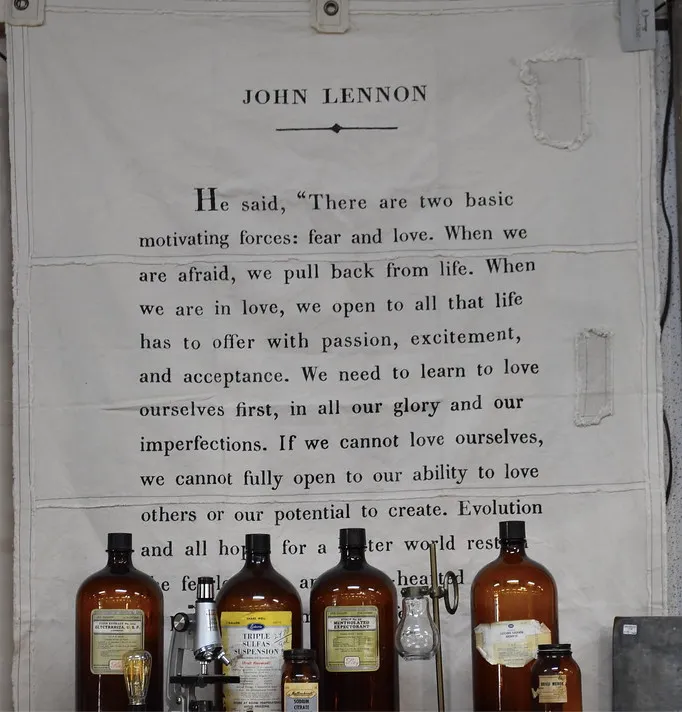 JOHN LENNON
He said, “There are two basic
motivating forces: fear and love. When we
are afraid, we pull back from life. When
we are in love, we open to all that life
has to offer with passion, excitement,
and acceptance. We need to learn to love
ourselves first, in all our glory and our
imperfections. If we cannot love ourselves,
we cannot fully open to our ability to love
others or our potential to create. Evolution
and all for a world
TRIPLE
SULFAS
SUSPENSION
MENTHOLATED
EXPECTORANT
SODIUM
CITRATE